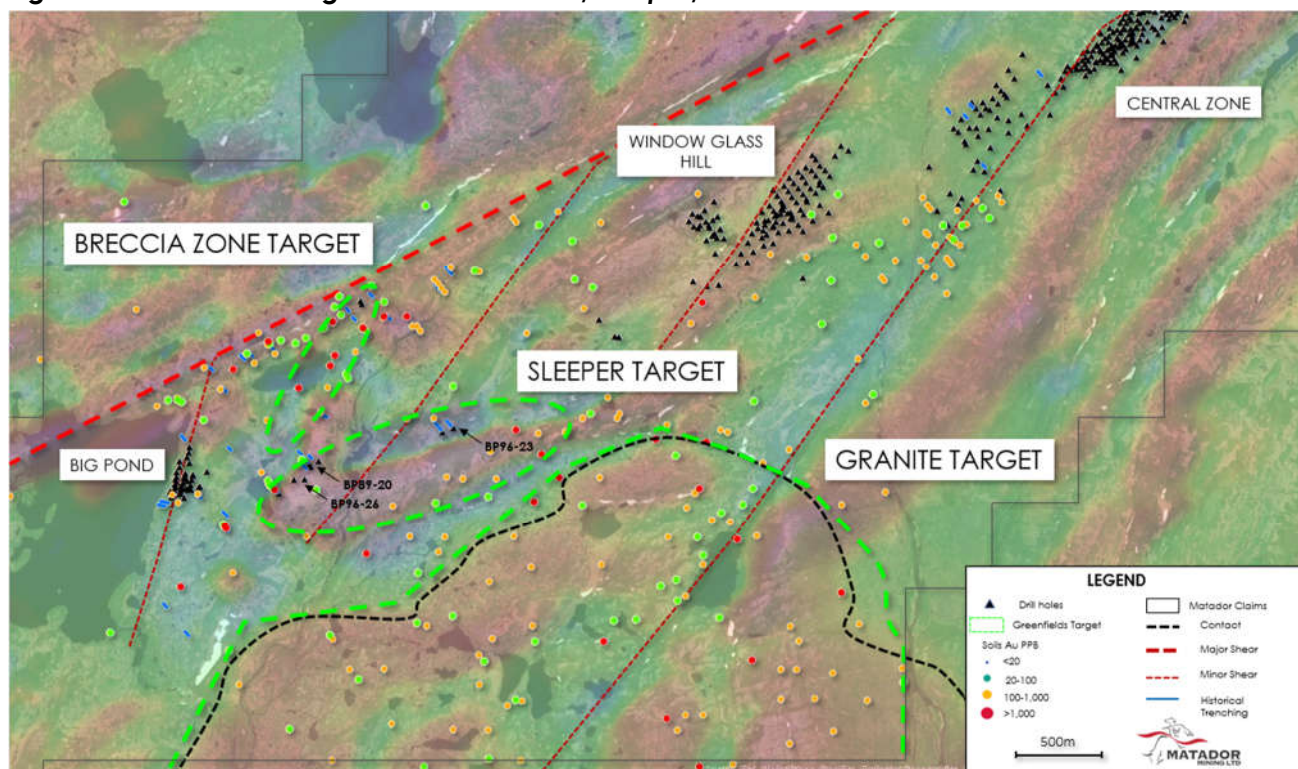 WINDOW GLASS
HILL
CENTRAL ZONE
BRECCIA ZONE TARGET
SLEEPER TARGET
BIG POND
BP96-23
BP89-20
BP96-26
GRANITE TARGET
LEGEND
Drill holes
Greenfields Target
Soils Au PPB
<20
20-100
100-1,000
>1,000
Matador Claims
Contact
Major Shear
Minor Shear
Historical
Trenching
500m
MATADOR
MINING LTD